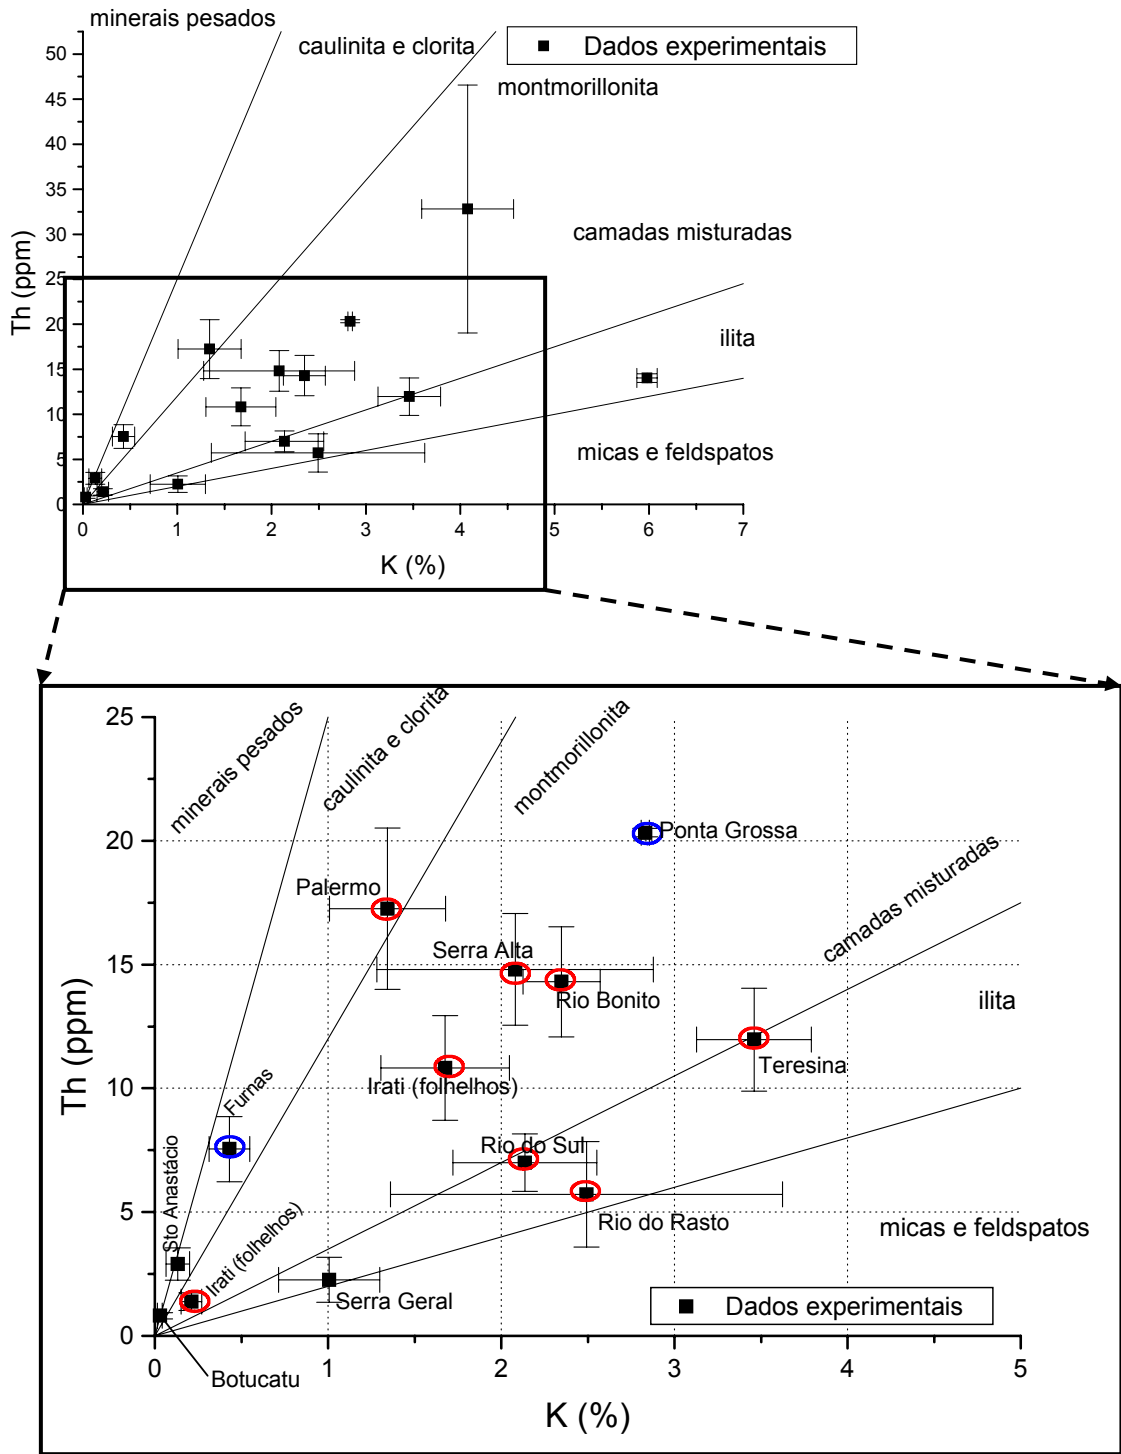 minerais pesados
caulinita e clorita
Dados experimentais
montmorillonita
camadas misturadas
ilita
micas e feldspatos
Th (ppm)
50
45
40
35
30
25
20
15
10
5
0
0 1 2 3 4 5 6 7
K (%)
minerais pesados
caulinita e clorita
montmorillonita
Ponta Grossa
camadas misturadas
Palermo
Serra Alta
Rio Bonito
ilita
Teresina
Irati (folhelhos)
Furnas
Rio do Sul
Sto Anastácio
Rio do Rasto
micas e feldspatos
Irati (folhelhos)
Serra Geral
Dados experimentais
Botucatu
Th (ppm)
25
20
15
10
5
0
0 1 2 3 4 5
K (%)